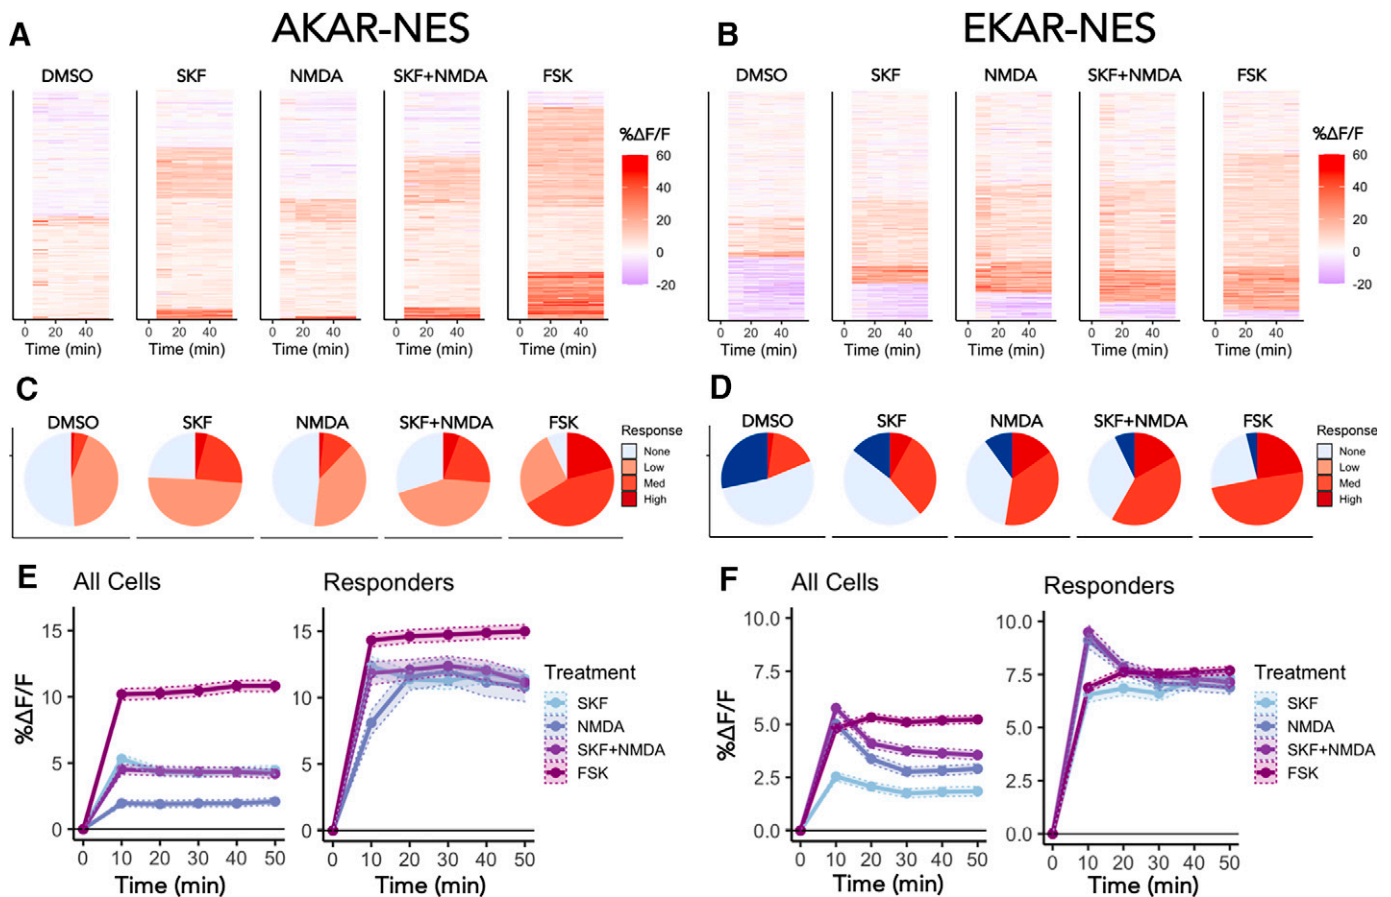 A
AKAR-NES
DMSO
SKF
NMDA
SKF+NMDA
FSK
%ΔF/F
60
40
20
0
-20
0 20 40
0 20 40
0 20 40
0 20 40
0 20 40
Time (min)
Time (min)
Time (min)
Time (min)
Time (min)
B
EKAR-NES
DMSO
SKF
NMDA
SKF+NMDA
FSK
%ΔF/F
60
40
20
0
-20
0 20 40
0 20 40
0 20 40
0 20 40
0 20 40
Time (min)
Time (min)
Time (min)
Time (min)
Time (min)
C
DMSO
SKF
NMDA
SKF+NMDA
FSK
Response
None
Low
Med
High
D
DMSO
SKF
NMDA
SKF+NMDA
FSK
Response
None
Low
Med
High
E
All Cells
%ΔF/F
15
10
5
0
0 10 20 30 40 50
Time (min)
Responders
15
10
5
0
0 10 20 30 40 50
Time (min)
Treatment
SKF
NMDA
SKF+NMDA
FSK
F
All Cells
%ΔF/F
10.0
7.5
5.0
2.5
0.0
0 10 20 30 40 50
Time (min)
Responders
10.0
7.5
5.0
2.5
0.0
0 10 20 30 40 50
Time (min)
Treatment
SKF
NMDA
SKF+NMDA
FSK